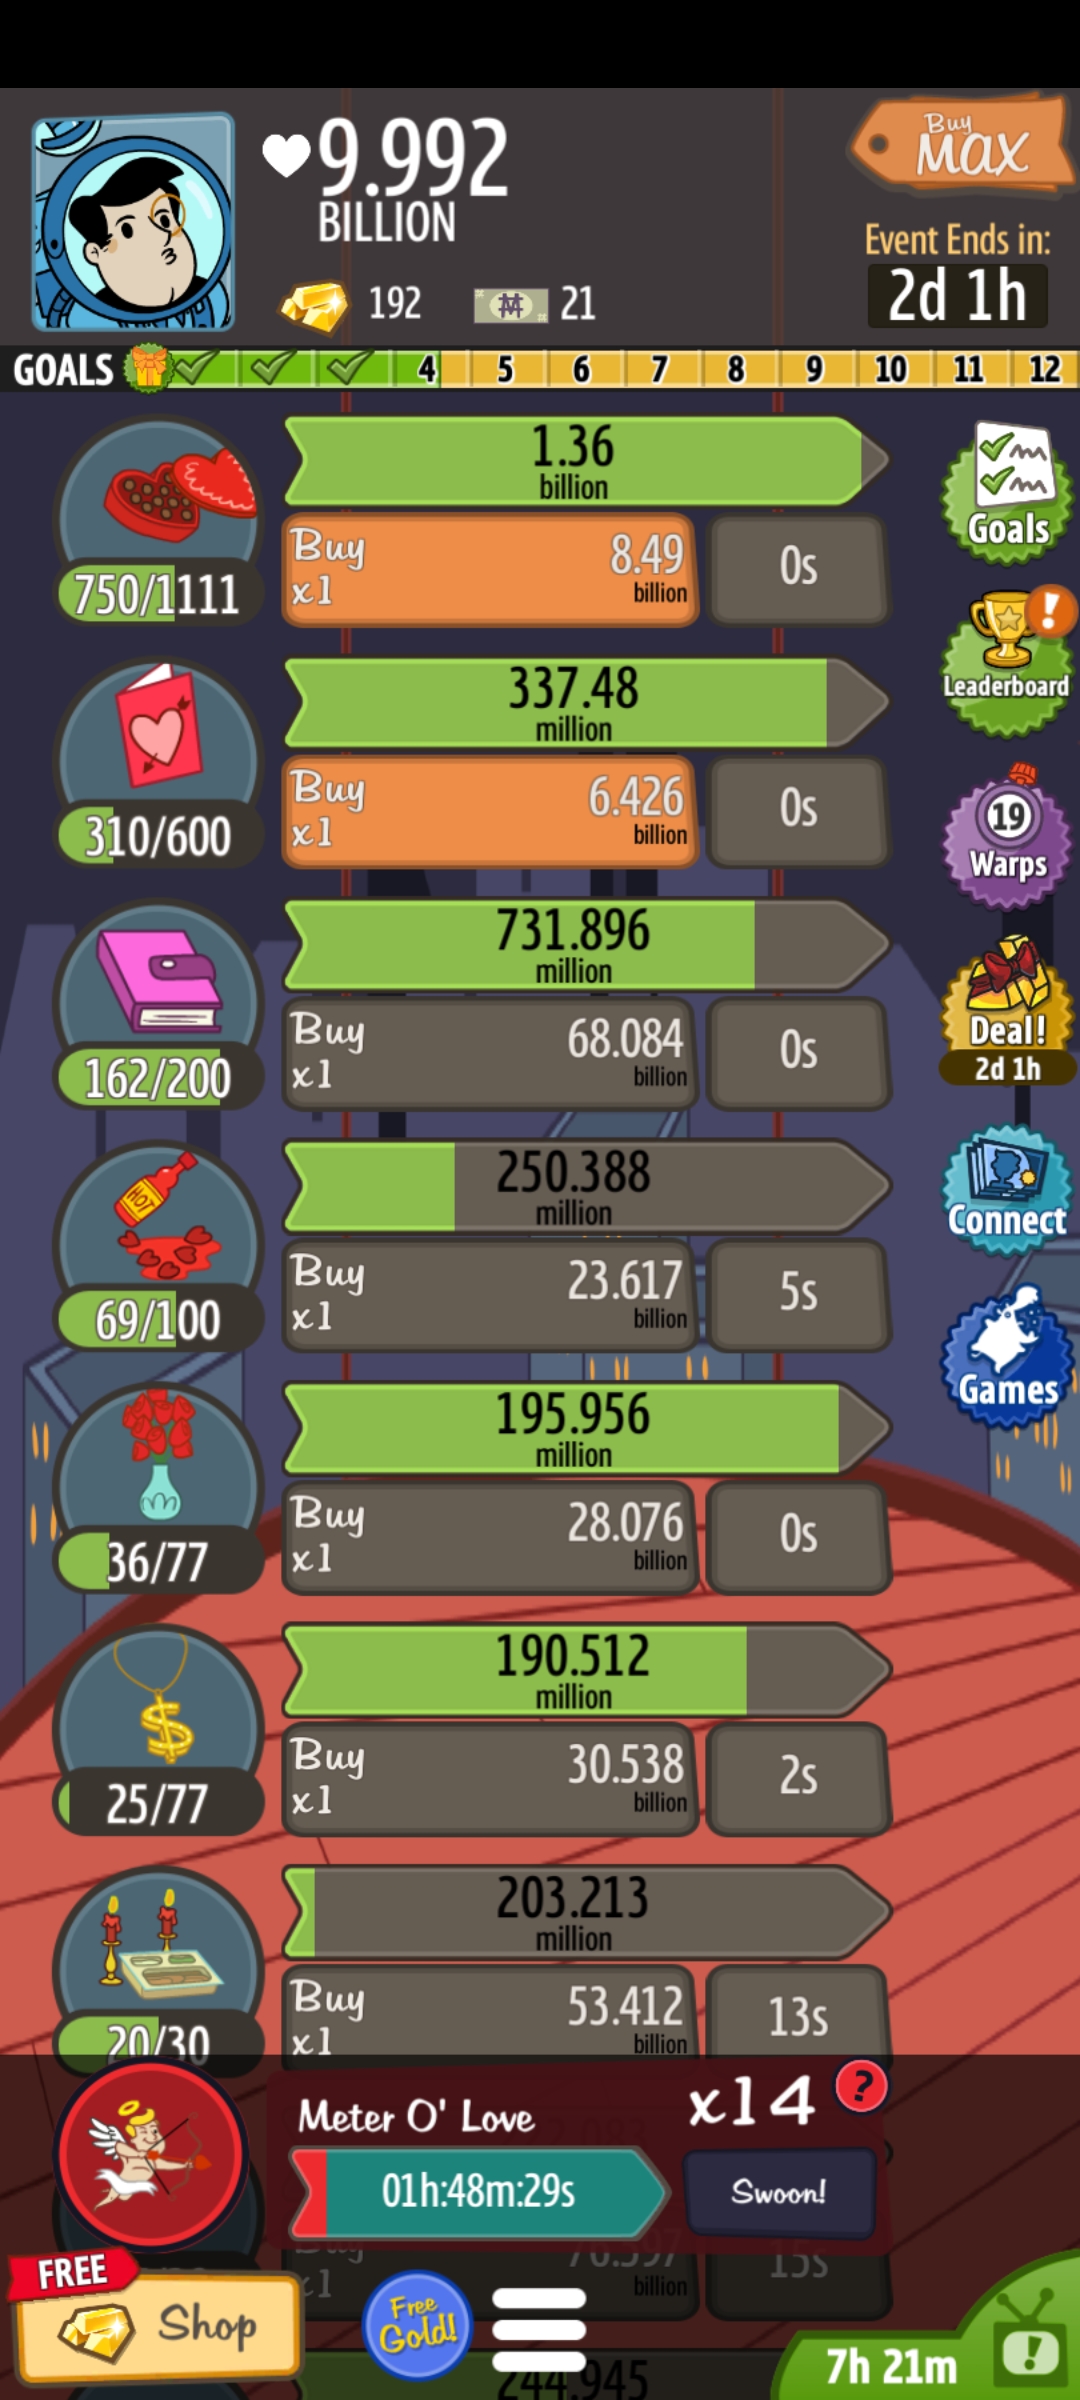 9.992
BILLION
192
21
Buy
MAX
Event Ends in:
2d 1h
GOALS
4
5
6
7
8
9
10
11
12
1.36
billion
Buy
x1
8.49
billion
0s
750/1111
Goals
337.48
million
Buy
x1
6.426
billion
0s
310/600
!
Leaderboard
19
Warps
731.896
million
Buy
x1
68.084
billion
0s
162/200
Deal!
2d 1h
HOT
250.388
million
Buy
x1
23.617
billion
5s
69/100
Connect
195.956
million
Buy
x1
28.076
billion
0s
36/77
Games
190.512
million
Buy
x1
30.538
billion
2s
25/77
$
203.213
million
Buy
x1
53.412
billion
13s
20/30
Meter O' Love
x14
?
01h:48m:29s
Swoon!
Buy
x1
billion
15s
FREE
Shop
Free
Gold!
7h 21m
!
244.945